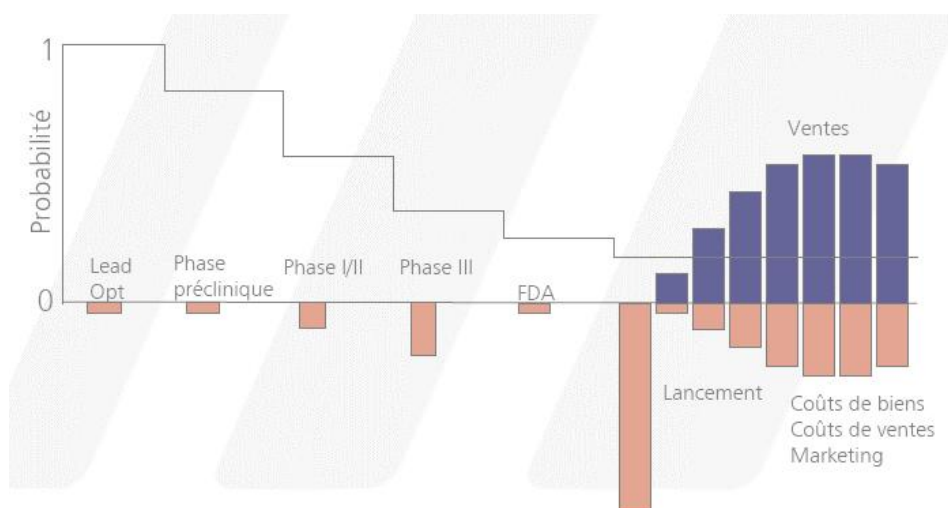 1
Probabilité
Ventes
Lead
Opt
Phase
préclinique
Phase I/II
Phase III
FDA
0
Lancement
Coûts de biens
Coûts de ventes
Marketing